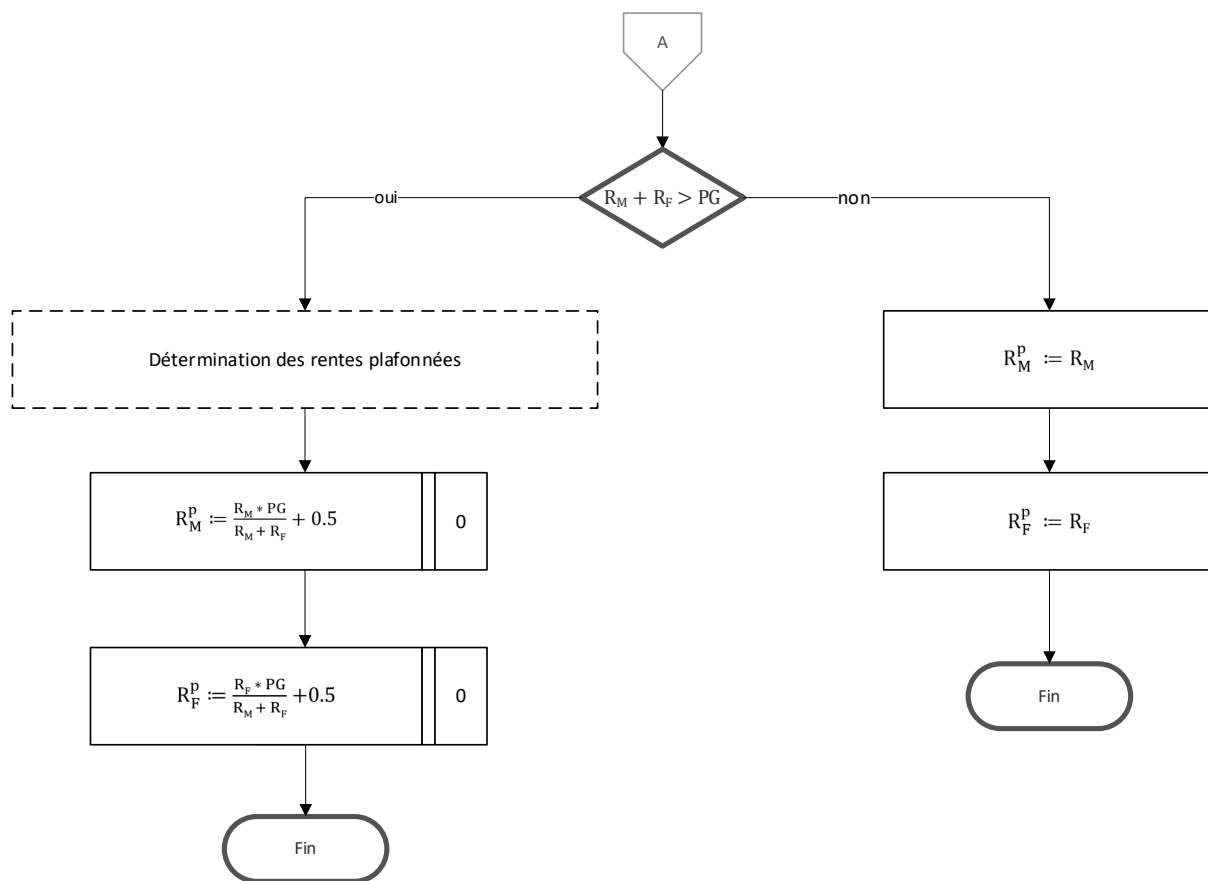 A
R_M + R_F > PG
oui
non
Détermination des rentes plafonnées
R_M^p := R_M
R_M^p := (R_M * PG)/(R_M + R_F) + 0.5
0
R_F^p := R_F
R_F^p := (R_F * PG)/(R_M + R_F) +0.5
0
Fin
Fin